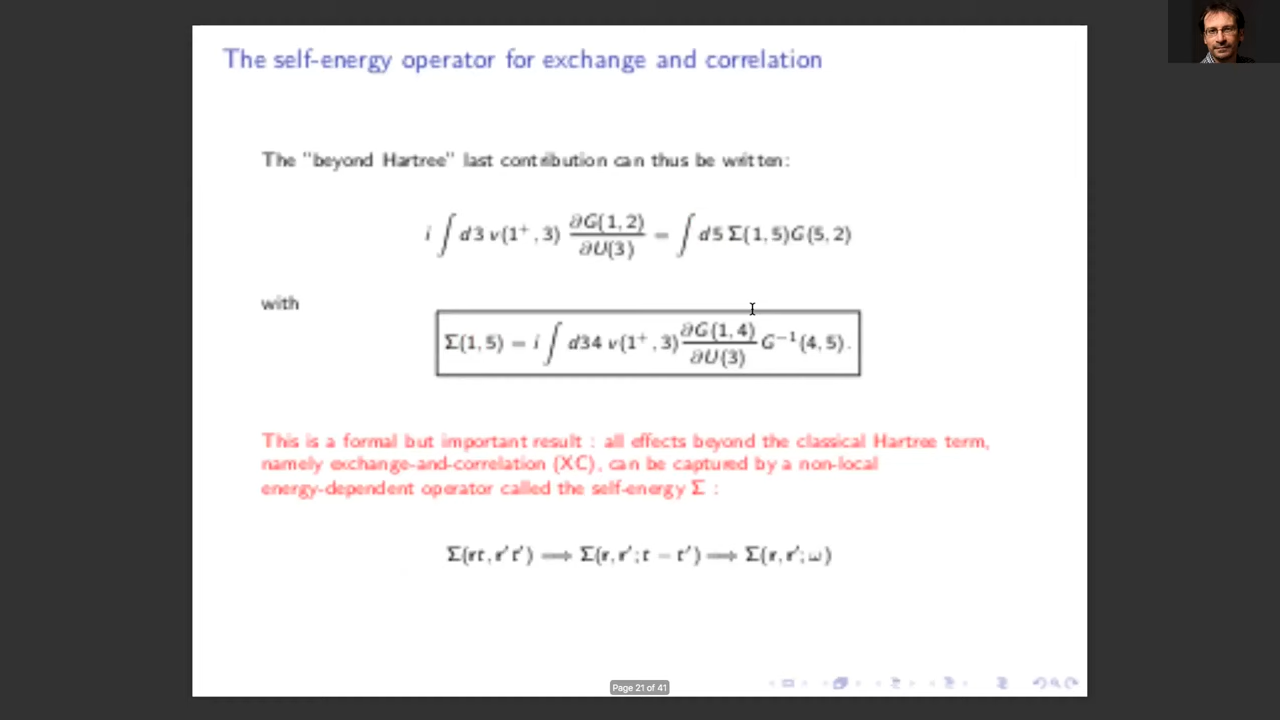 The self-energy operator for exchange and correlation
The "beyond Hartree" last contribution can thus be written:
i ∫ d3 v(1⁺, 3) ∂G(1, 2)/∂U(3) = ∫ d5 Σ(1, 5)G(5, 2)
with
Σ(1, 5) = i ∫ d34 v(1⁺, 3) ∂G(1, 4)/∂U(3) G⁻¹(4, 5).
This is a formal but important result : all effects beyond the classical Hartree term,
namely exchange-and-correlation (XC), can be captured by a non-local
energy-dependent operator called the self-energy Σ :
Σ(rt, r′t′) ⟹ Σ(r, r′; t − t′) ⟹ Σ(r, r′; ω)
Page 21 of 41